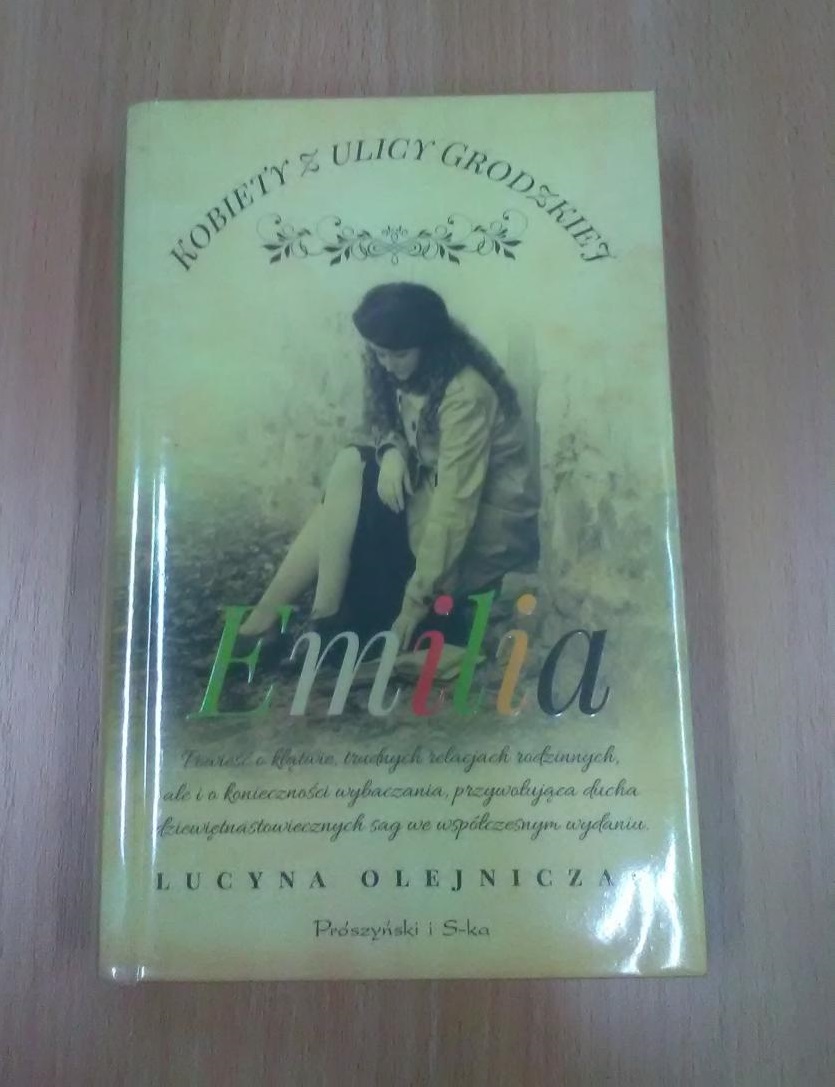 KOBIETY Z ULICY GRODZKIEJ
Emilia
Powieść o klątwie, trudnych relacjach rodzinnych,
ale i o konieczności wybaczania, przywołująca ducha
dziewiętnastowiecznych sag we współczesnym wydaniu.
LUCYNA OLEJNICZAK
Prószyński i S-ka